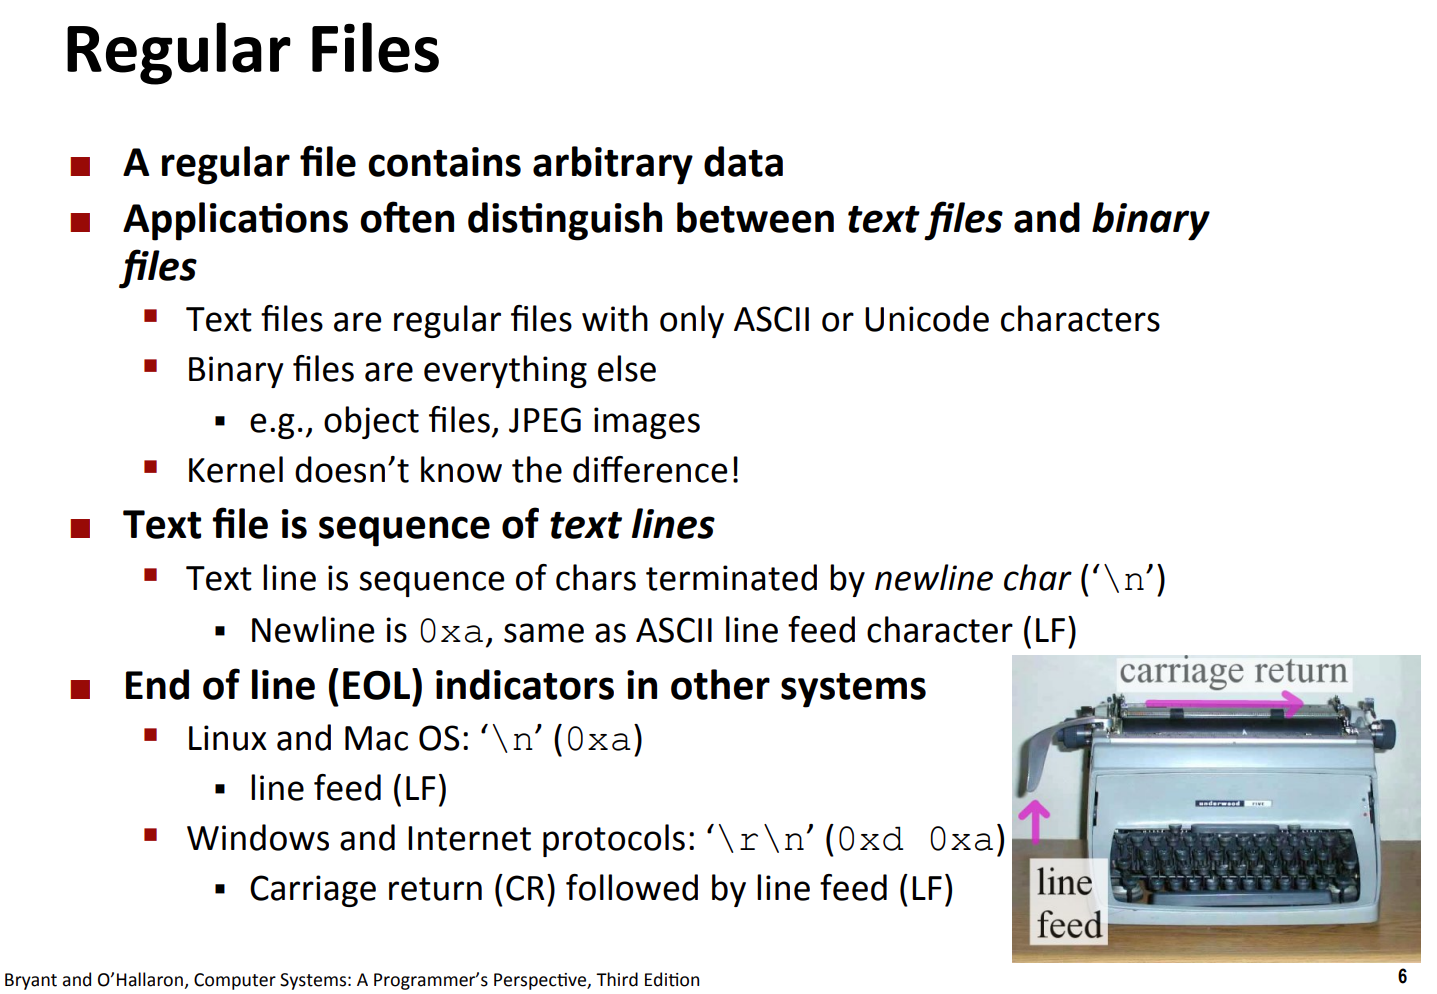 Regular Files
■ A regular file contains arbitrary data
■ Applications often distinguish between text files and binary
files
▪ Text files are regular files with only ASCII or Unicode characters
▪ Binary files are everything else
▪ e.g., object files, JPEG images
▪ Kernel doesn’t know the difference!
■ Text file is sequence of text lines
▪ Text line is sequence of chars terminated by newline char (‘\n’)
▪ Newline is 0xa, same as ASCII line feed character (LF)
■ End of line (EOL) indicators in other systems
▪ Linux and Mac OS: ‘\n’ (0xa)
▪ line feed (LF)
▪ Windows and Internet protocols: ‘\r\n’ (0xd 0xa)
▪ Carriage return (CR) followed by line feed (LF)
carriage return
underwood FIVE
line
feed
Bryant and O’Hallaron, Computer Systems: A Programmer’s Perspective, Third Edition
6